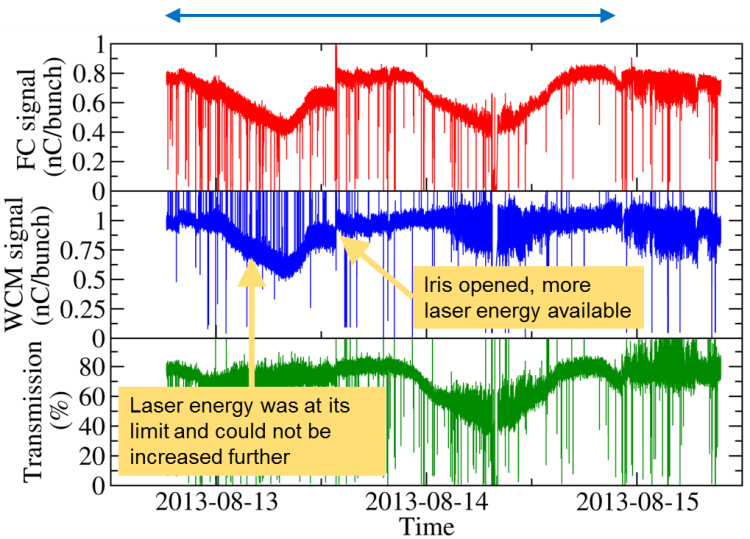 FC signal
(nC/bunch)
1
0.8
0.6
0.4
0.2
0
WCM signal
(nC/bunch)
1
0.75
0.5
0.25
0
Iris opened, more
laser energy available
Transmission
(%)
80
60
40
20
0
Laser energy was at its
limit and could not be
increased further
2013-08-13
2013-08-14
2013-08-15
Time